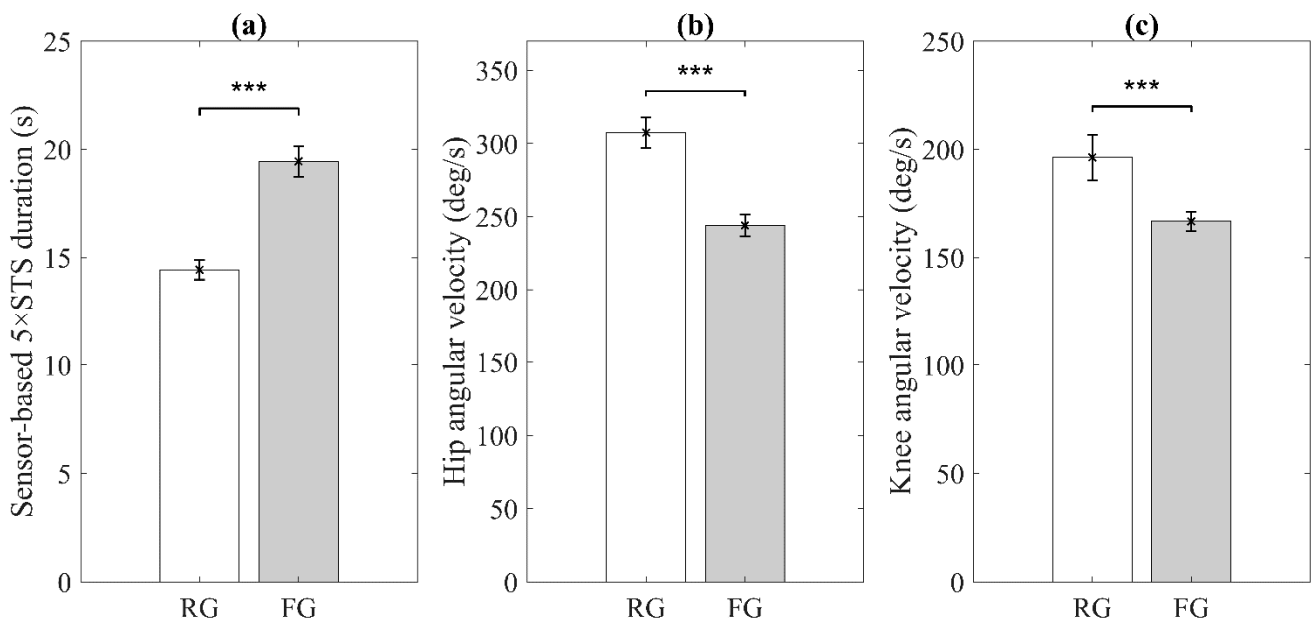 (a)
Sensor-based 5×STS duration (s)
25
20
15
10
5
0
***
RG FG
(b)
Hip angular velocity (deg/s)
350
300
250
200
150
100
50
0
***
RG FG
(c)
Knee angular velocity (deg/s)
250
200
150
100
50
0
***
RG FG